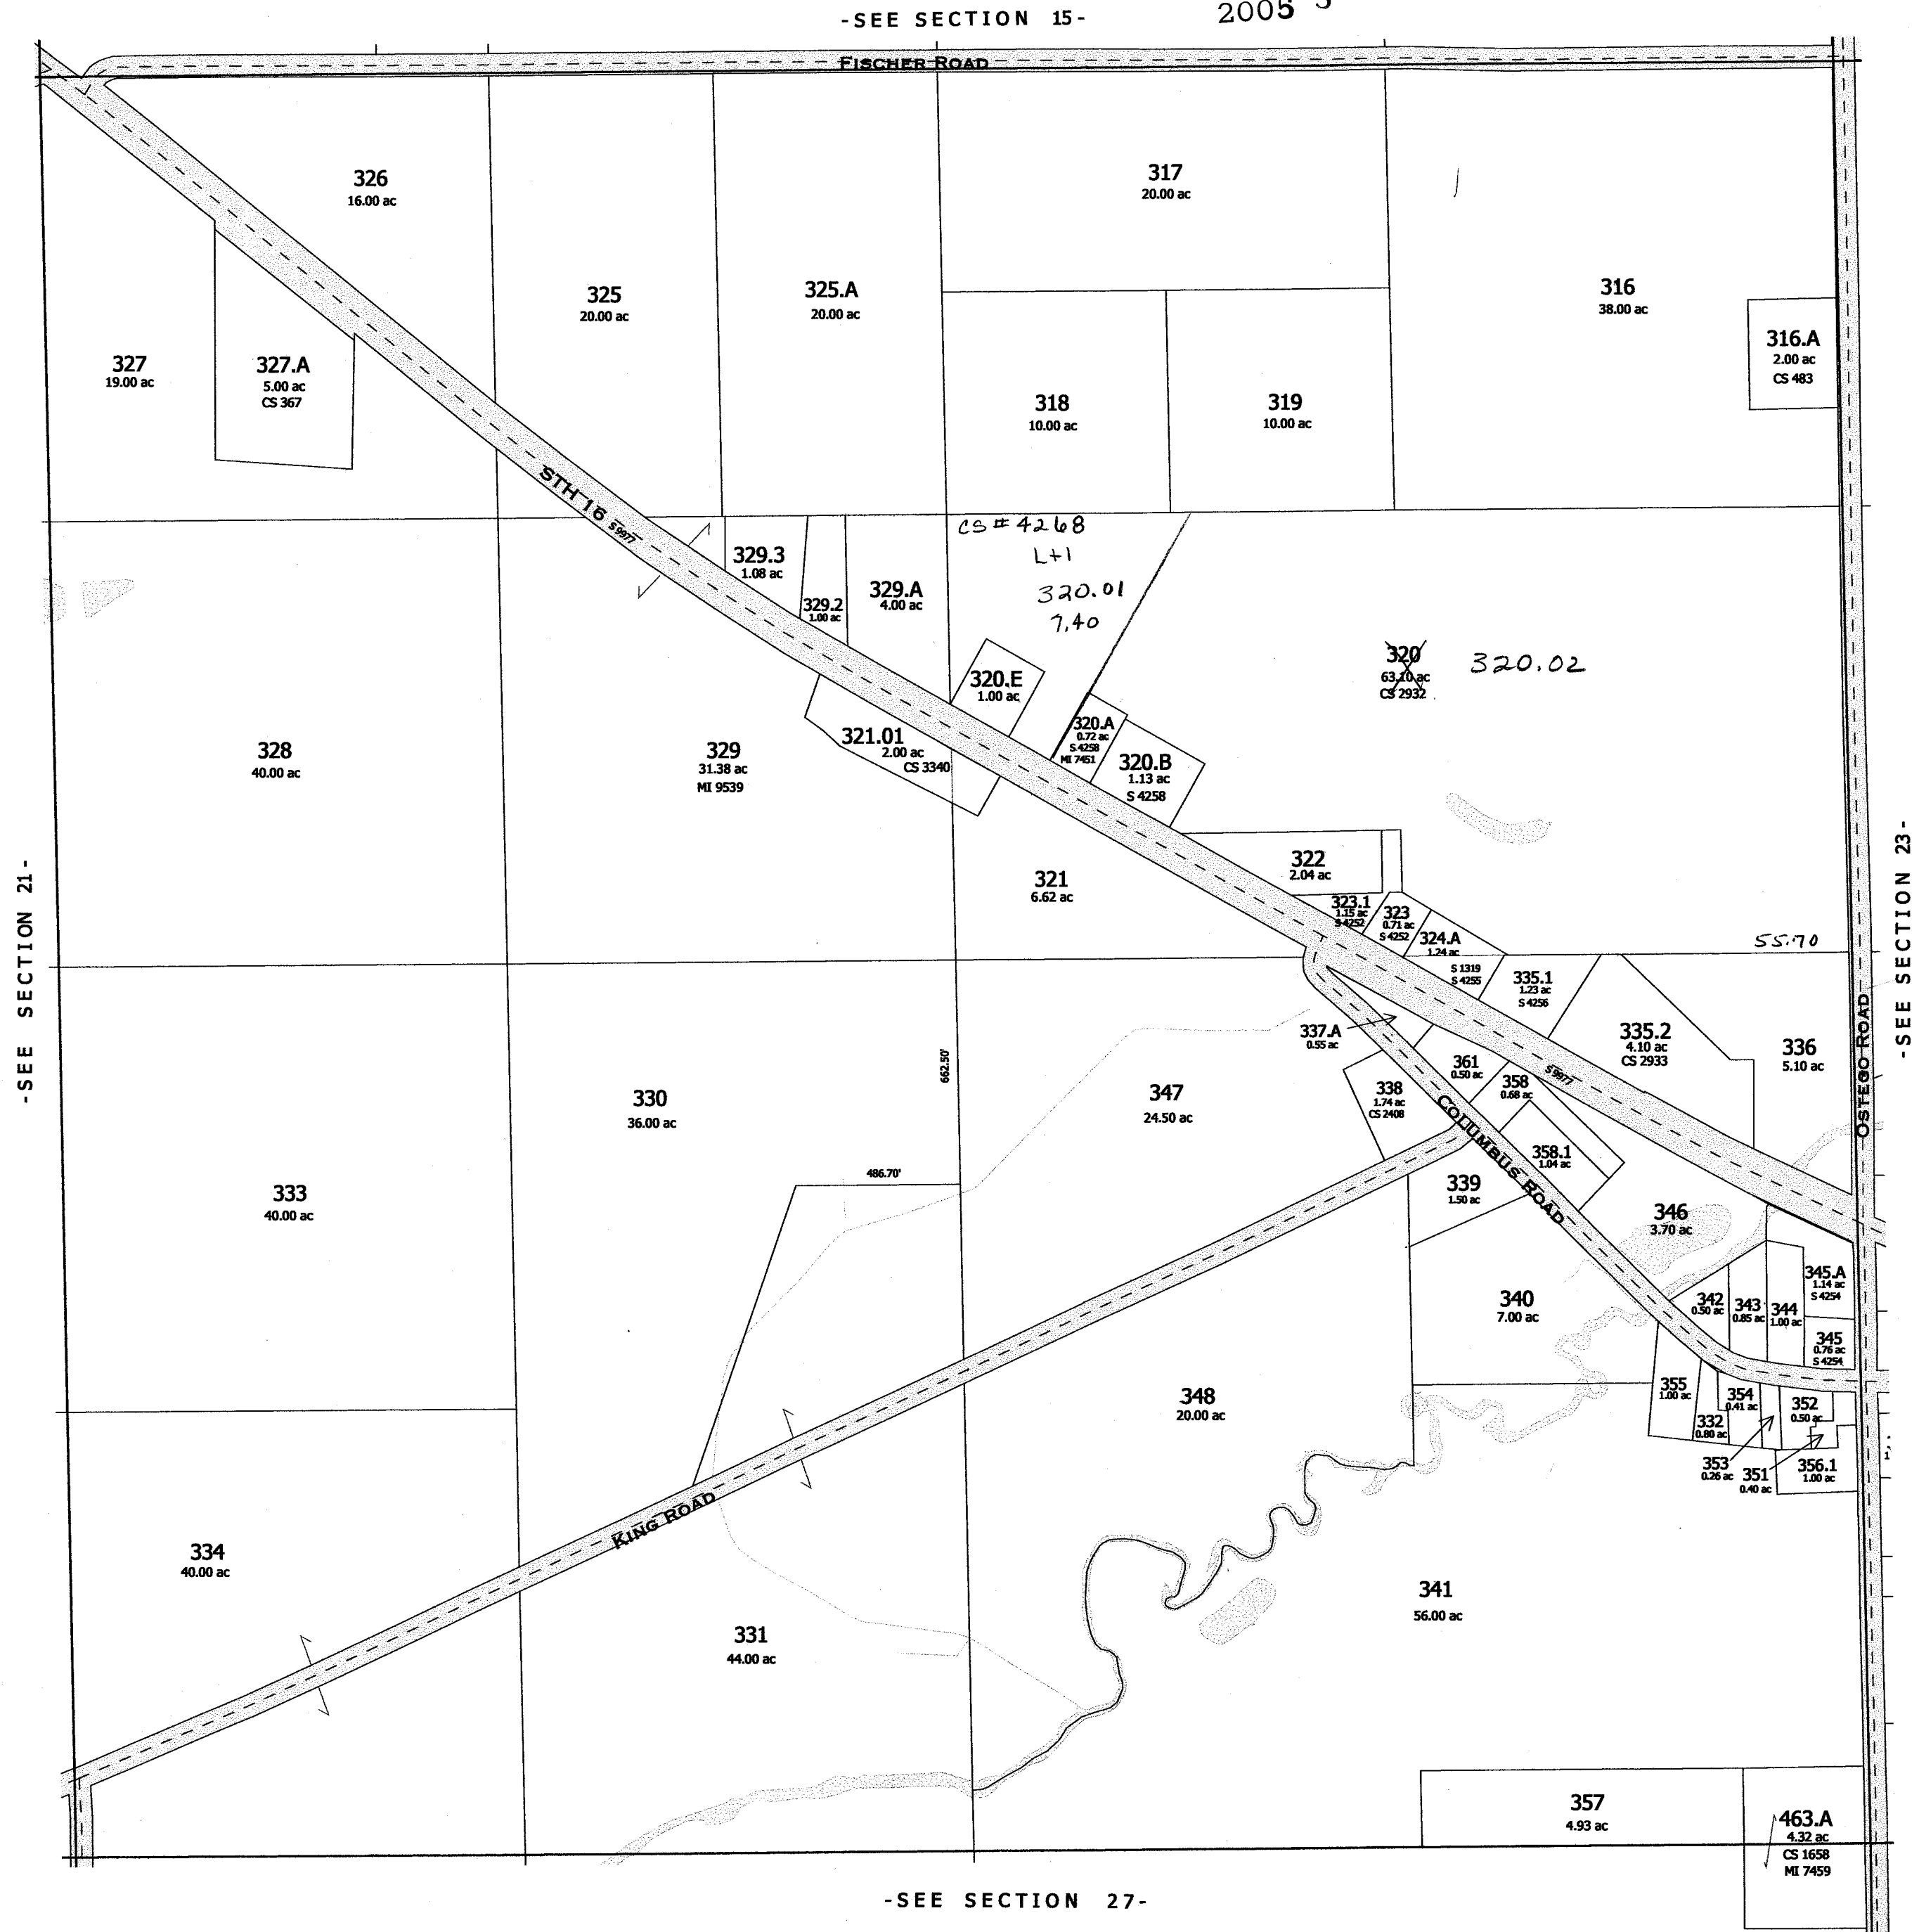 -SEE SECTION 15-
2005
FISCHER ROAD
326
16.00 ac
317
20.00 ac
325
20.00 ac
325.A
20.00 ac
316
38.00 ac
316.A
2.00 ac
CS 483
327
19.00 ac
327.A
5.00 ac
CS 367
318
10.00 ac
319
10.00 ac
STH 16
S 9977
CS # 4268
L+1
320.01
7.40
329.3
1.08 ac
329.2
1.00 ac
329.A
4.00 ac
320
63.10 ac
CS 2932
320.02
320.E
1.00 ac
320.A
0.72 ac
S 4258
MI 7451
320.B
1.13 ac
S 4258
321.01
2.00 ac
CS 3340
328
40.00 ac
329
31.38 ac
MI 9539
321
6.62 ac
322
2.04 ac
323.1
1.15 ac
S 4252
323
0.71 ac
S 4252
324.A
1.24 ac
S 1319
S 4255
55.70
-SEE SECTION 21-
-SEE SECTION 23-
335.1
1.23 ac
S 4256
335.2
4.10 ac
CS 2933
336
5.10 ac
OSTEGO ROAD
337.A
0.55 ac
361
0.50 ac
358
0.68 ac
S 9977
338
1.74 ac
CS 2408
COLUMBUS ROAD
358.1
1.04 ac
339
1.50 ac
662.50'
330
36.00 ac
347
24.50 ac
486.70'
333
40.00 ac
346
3.70 ac
340
7.00 ac
342
0.50 ac
343
0.85 ac
344
1.00 ac
345.A
1.14 ac
S 4254
345
0.76 ac
S 4254
348
20.00 ac
355
1.00 ac
332
0.80 ac
354
0.41 ac
352
0.50 ac
353
0.26 ac
351
0.40 ac
356.1
1.00 ac
KING ROAD
334
40.00 ac
331
44.00 ac
341
56.00 ac
357
4.93 ac
463.A
4.32 ac
CS 1658
MI 7459
-SEE SECTION 27-